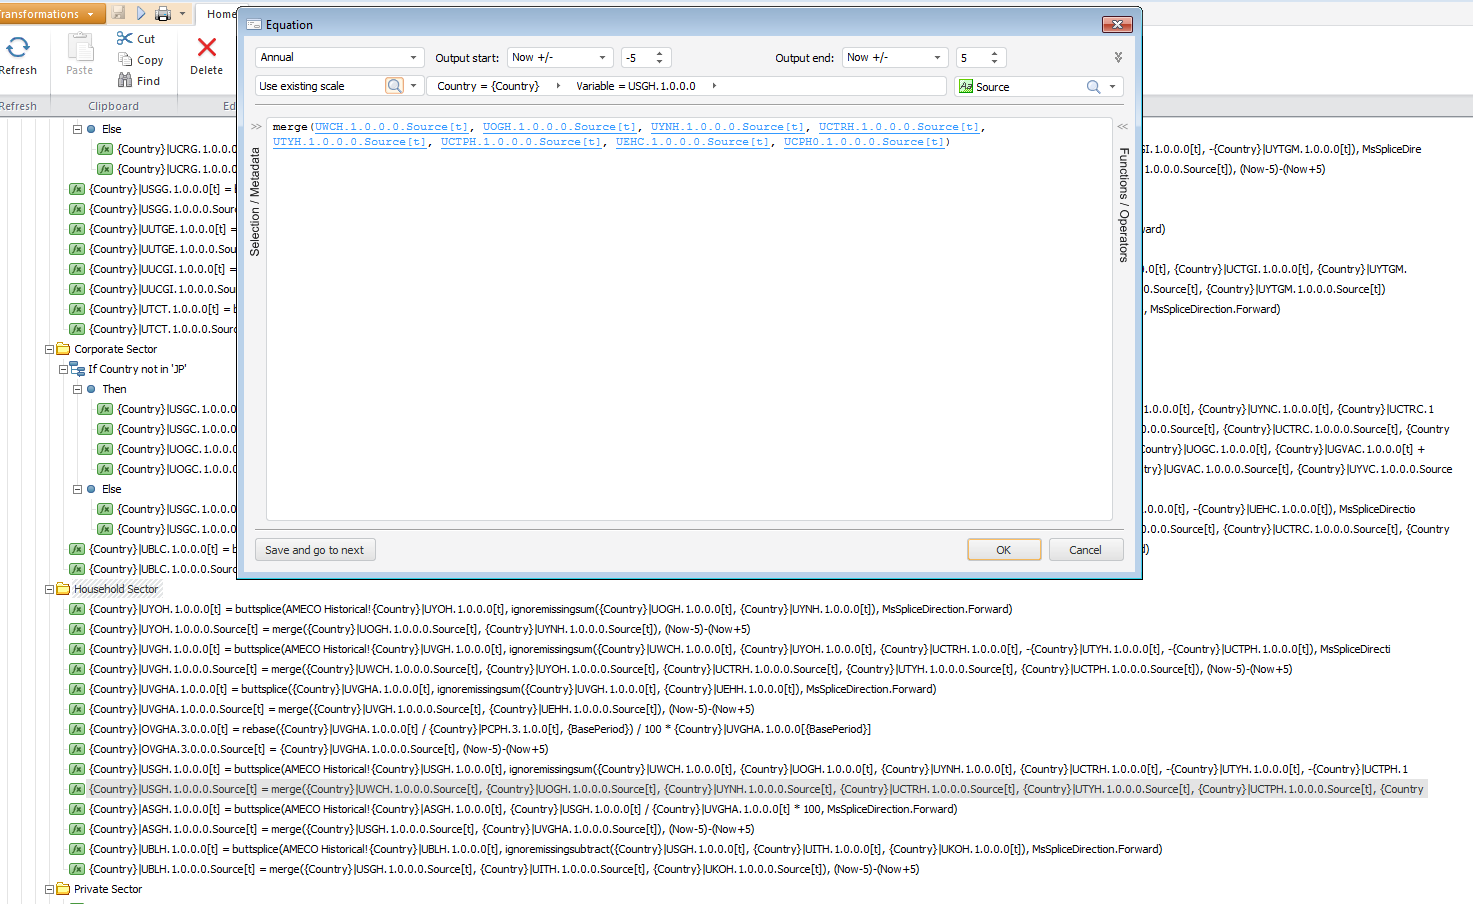 Transformations
Home
Refresh
Paste
Cut
Copy
Find
Delete
Refresh
Clipboard
Ed
Equation
Annual
Output start:
Now +/-
-5
Output end:
Now +/-
5
Use existing scale
Country = {Country}
Variable = USGH.1.0.0.0
Source
Selection / Metadata
merge(UWCH.1.0.0.0.Source[t], UOGH.1.0.0.0.Source[t], UYNH.1.0.0.0.Source[t], UCTRH.1.0.0.0.Source[t],
UTYH.1.0.0.0.Source[t], UCTPH.1.0.0.0.Source[t], UEHC.1.0.0.0.Source[t], UCPH0.1.0.0.0.Source[t])
Functions / Operators
Save and go to next
OK
Cancel
Else
{Country}|UCRG.1.0.0.0
GI.1.0.0.0[t], -{Country}|UYTGM.1.0.0.0[t]), MsSpliceDire
{Country}|UCRG.1.0.0.0
1.0.0.0.Source[t]), (Now-5)-(Now+5)
{Country}|USGG.1.0.0.0[t] = b
{Country}|USGG.1.0.0.0.Sour
{Country}|UUTGE.1.0.0.0[t] =
ward)
{Country}|UUTGE.1.0.0.0.Sou
{Country}|UUCGI.1.0.0.0[t] =
.0.0[t], {Country}|UCTGI.1.0.0.0[t], {Country}|UYTGM.
{Country}|UUCGI.1.0.0.0.Sour
0.0.Source[t], {Country}|UYTGM.1.0.0.0.Source[t])
{Country}|UTCT.1.0.0.0[t] = b
, MsSpliceDirection.Forward)
{Country}|UTCT.1.0.0.0.Sourc
Corporate Sector
If Country not in 'JP'
Then
{Country}|USGC.1.0.0.0
1.0.0.0[t], {Country}|UYNC.1.0.0.0[t], {Country}|UCTRC.1
{Country}|USGC.1.0.0.0
0.0.0.Source[t], {Country}|UCTRC.1.0.0.0.Source[t], {Country
{Country}|UOGC.1.0.0.0
Country}|UOGC.1.0.0.0[t], {Country}|UGVAC.1.0.0.0[t] +
{Country}|UOGC.1.0.0.0
try}|UGVAC.1.0.0.0.Source[t], {Country}|UYVC.1.0.0.0.Source
Else
{Country}|USGC.1.0.0.0
.0.0.0[t], -{Country}|UEHC.1.0.0.0[t]), MsSpliceDirectio
{Country}|USGC.1.0.0.0
0.0.0.Source[t], {Country}|UCTRC.1.0.0.0.Source[t], {Country
{Country}|UBLC.1.0.0.0[t] = b
d)
{Country}|UBLC.1.0.0.0.Sourc
Household Sector
{Country}|UYOH.1.0.0.0[t] = buttsplice(AMECO Historical!{Country}|UYOH.1.0.0.0[t], ignoremissingsum({Country}|UOGH.1.0.0.0[t], {Country}|UYNH.1.0.0.0[t]), MsSpliceDirection.Forward)
{Country}|UYOH.1.0.0.0.Source[t] = merge({Country}|UOGH.1.0.0.0.Source[t], {Country}|UYNH.1.0.0.0.Source[t]), (Now-5)-(Now+5)
{Country}|UVGH.1.0.0.0[t] = buttsplice(AMECO Historical!{Country}|UVGH.1.0.0.0[t], ignoremissingsum({Country}|UWCH.1.0.0.0[t], {Country}|UYOH.1.0.0.0[t], {Country}|UCTRH.1.0.0.0[t], -{Country}|UTYH.1.0.0.0[t], -{Country}|UCTPH.1.0.0.0[t]), MsSpliceDirecti
{Country}|UVGH.1.0.0.0.Source[t] = merge({Country}|UWCH.1.0.0.0.Source[t], {Country}|UYOH.1.0.0.0.Source[t], {Country}|UCTRH.1.0.0.0.Source[t], {Country}|UTYH.1.0.0.0.Source[t], {Country}|UCTPH.1.0.0.0.Source[t]), (Now-5)-(Now+5)
{Country}|UVGHA.1.0.0.0[t] = buttsplice({Country}|UVGHA.1.0.0.0[t], ignoremissingsum({Country}|UVGH.1.0.0.0[t], {Country}|UEHH.1.0.0.0[t]), MsSpliceDirection.Forward)
{Country}|UVGHA.1.0.0.0.Source[t] = merge({Country}|UVGH.1.0.0.0.Source[t], {Country}|UEHH.1.0.0.0.Source[t]), (Now-5)-(Now+5)
{Country}|OVGHA.3.0.0.0[t] = rebase({Country}|UVGHA.1.0.0.0[t] / {Country}|PCPH.3.1.0.0[t], {BasePeriod}) / 100 * {Country}|UVGHA.1.0.0.0[{BasePeriod}]
{Country}|OVGHA.3.0.0.0.Source[t] = {Country}|UVGHA.1.0.0.0.Source[t], (Now-5)-(Now+5)
{Country}|USGH.1.0.0.0[t] = buttsplice(AMECO Historical!{Country}|USGH.1.0.0.0[t], ignoremissingsum({Country}|UWCH.1.0.0.0[t], {Country}|UOGH.1.0.0.0[t], {Country}|UYNH.1.0.0.0[t], {Country}|UCTRH.1.0.0.0[t], -{Country}|UTYH.1.0.0.0[t], -{Country}|UCTPH.1
{Country}|USGH.1.0.0.0.Source[t] = merge({Country}|UWCH.1.0.0.0.Source[t], {Country}|UOGH.1.0.0.0.Source[t], {Country}|UYNH.1.0.0.0.Source[t], {Country}|UCTRH.1.0.0.0.Source[t], {Country}|UTYH.1.0.0.0.Source[t], {Country}|UCTPH.1.0.0.0.Source[t], {Country
{Country}|ASGH.1.0.0.0[t] = buttsplice(AMECO Historical!{Country}|ASGH.1.0.0.0[t], {Country}|USGH.1.0.0.0[t] / {Country}|UVGHA.1.0.0.0[t] * 100, MsSpliceDirection.Forward)
{Country}|ASGH.1.0.0.0.Source[t] = merge({Country}|USGH.1.0.0.0.Source[t], {Country}|UVGHA.1.0.0.0.Source[t]), (Now-5)-(Now+5)
{Country}|UBLH.1.0.0.0[t] = buttsplice(AMECO Historical!{Country}|UBLH.1.0.0.0[t], ignoremissingsubtract({Country}|USGH.1.0.0.0[t], {Country}|UITH.1.0.0.0[t], {Country}|UKOH.1.0.0.0[t]), MsSpliceDirection.Forward)
{Country}|UBLH.1.0.0.0.Source[t] = merge({Country}|USGH.1.0.0.0.Source[t], {Country}|UITH.1.0.0.0.Source[t], {Country}|UKOH.1.0.0.0.Source[t]), (Now-5)-(Now+5)
Private Sector